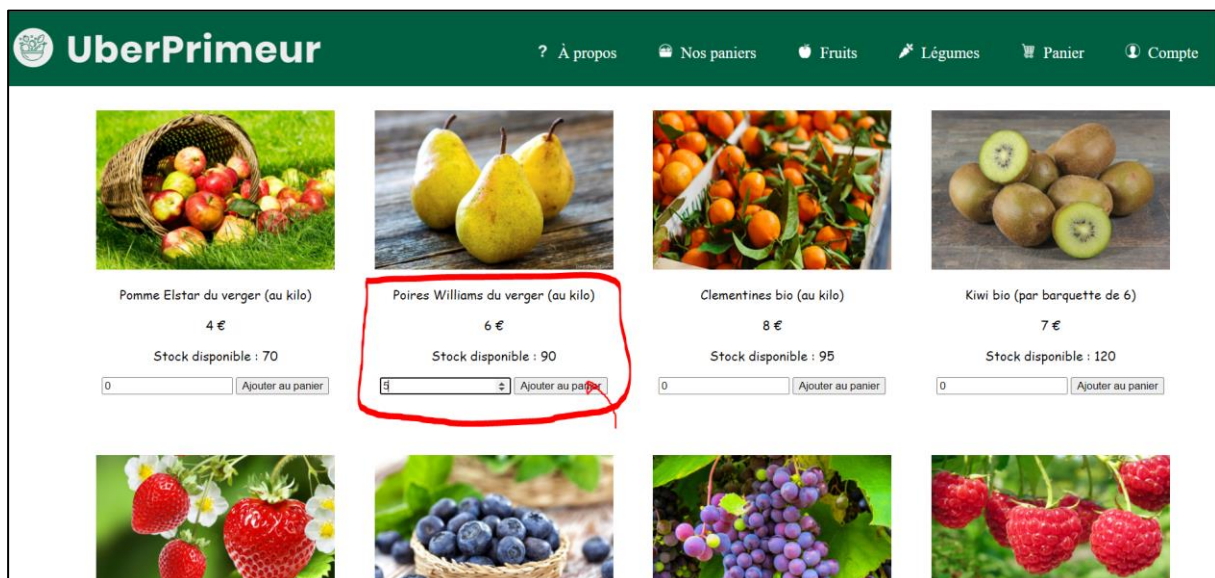 UberPrimeur
? À propos
Nos paniers
Fruits
Légumes
Panier
Compte
Pomme Elstar du verger (au kilo)
4 €
Stock disponible : 70
0
Ajouter au panier
Poires Williams du verger (au kilo)
6 €
Stock disponible : 90
5
Ajouter au panier
Clementines bio (au kilo)
8 €
Stock disponible : 95
0
Ajouter au panier
Kiwi bio (par barquette de 6)
7 €
Stock disponible : 120
0
Ajouter au panier